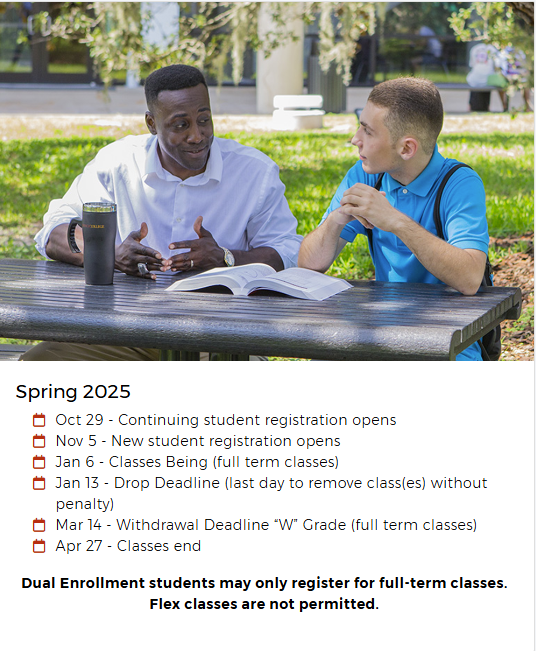 Spring 2025
Oct 29 - Continuing student registration opens
Nov 5 - New student registration opens
Jan 6 - Classes Being (full term classes)
Jan 13 - Drop Deadline (last day to remove class(es) without
penalty)
Mar 14 - Withdrawal Deadline “W” Grade (full term classes)
Apr 27 - Classes end
Dual Enrollment students may only register for full-term classes.
Flex classes are not permitted.